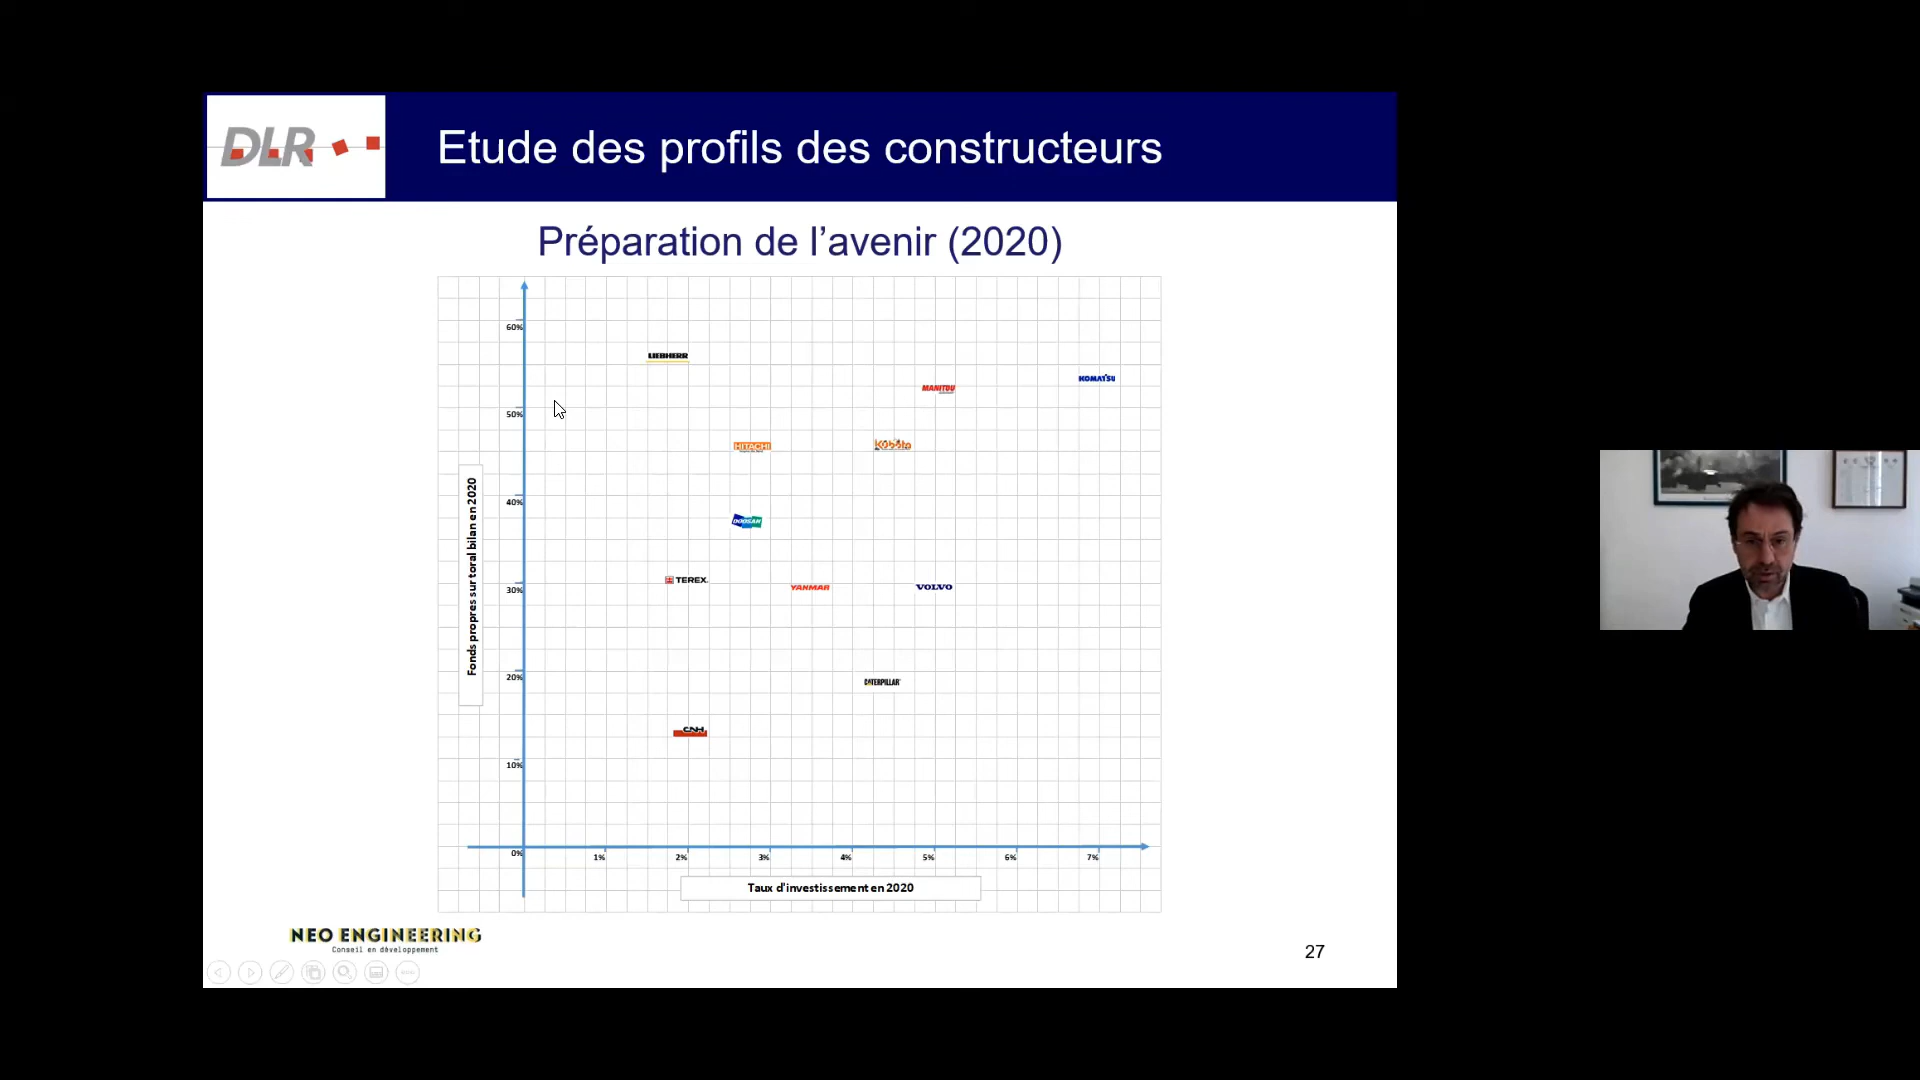 DLR
Etude des profils des constructeurs
Préparation de l’avenir (2020)
60%
LIEBHERR
KOMATSU
MANITOU
50%
HITACHI
Kubota
Fonds propres sur toral bilan en 2020
40%
DOOSAN
TEREX
30%
YANMAR
VOLVO
20%
CATERPILLAR
CNH
10%
0%
1%
2%
3%
4%
5%
6%
7%
Taux d'investissement en 2020
NEO ENGINEERING
Conseil en développement
27